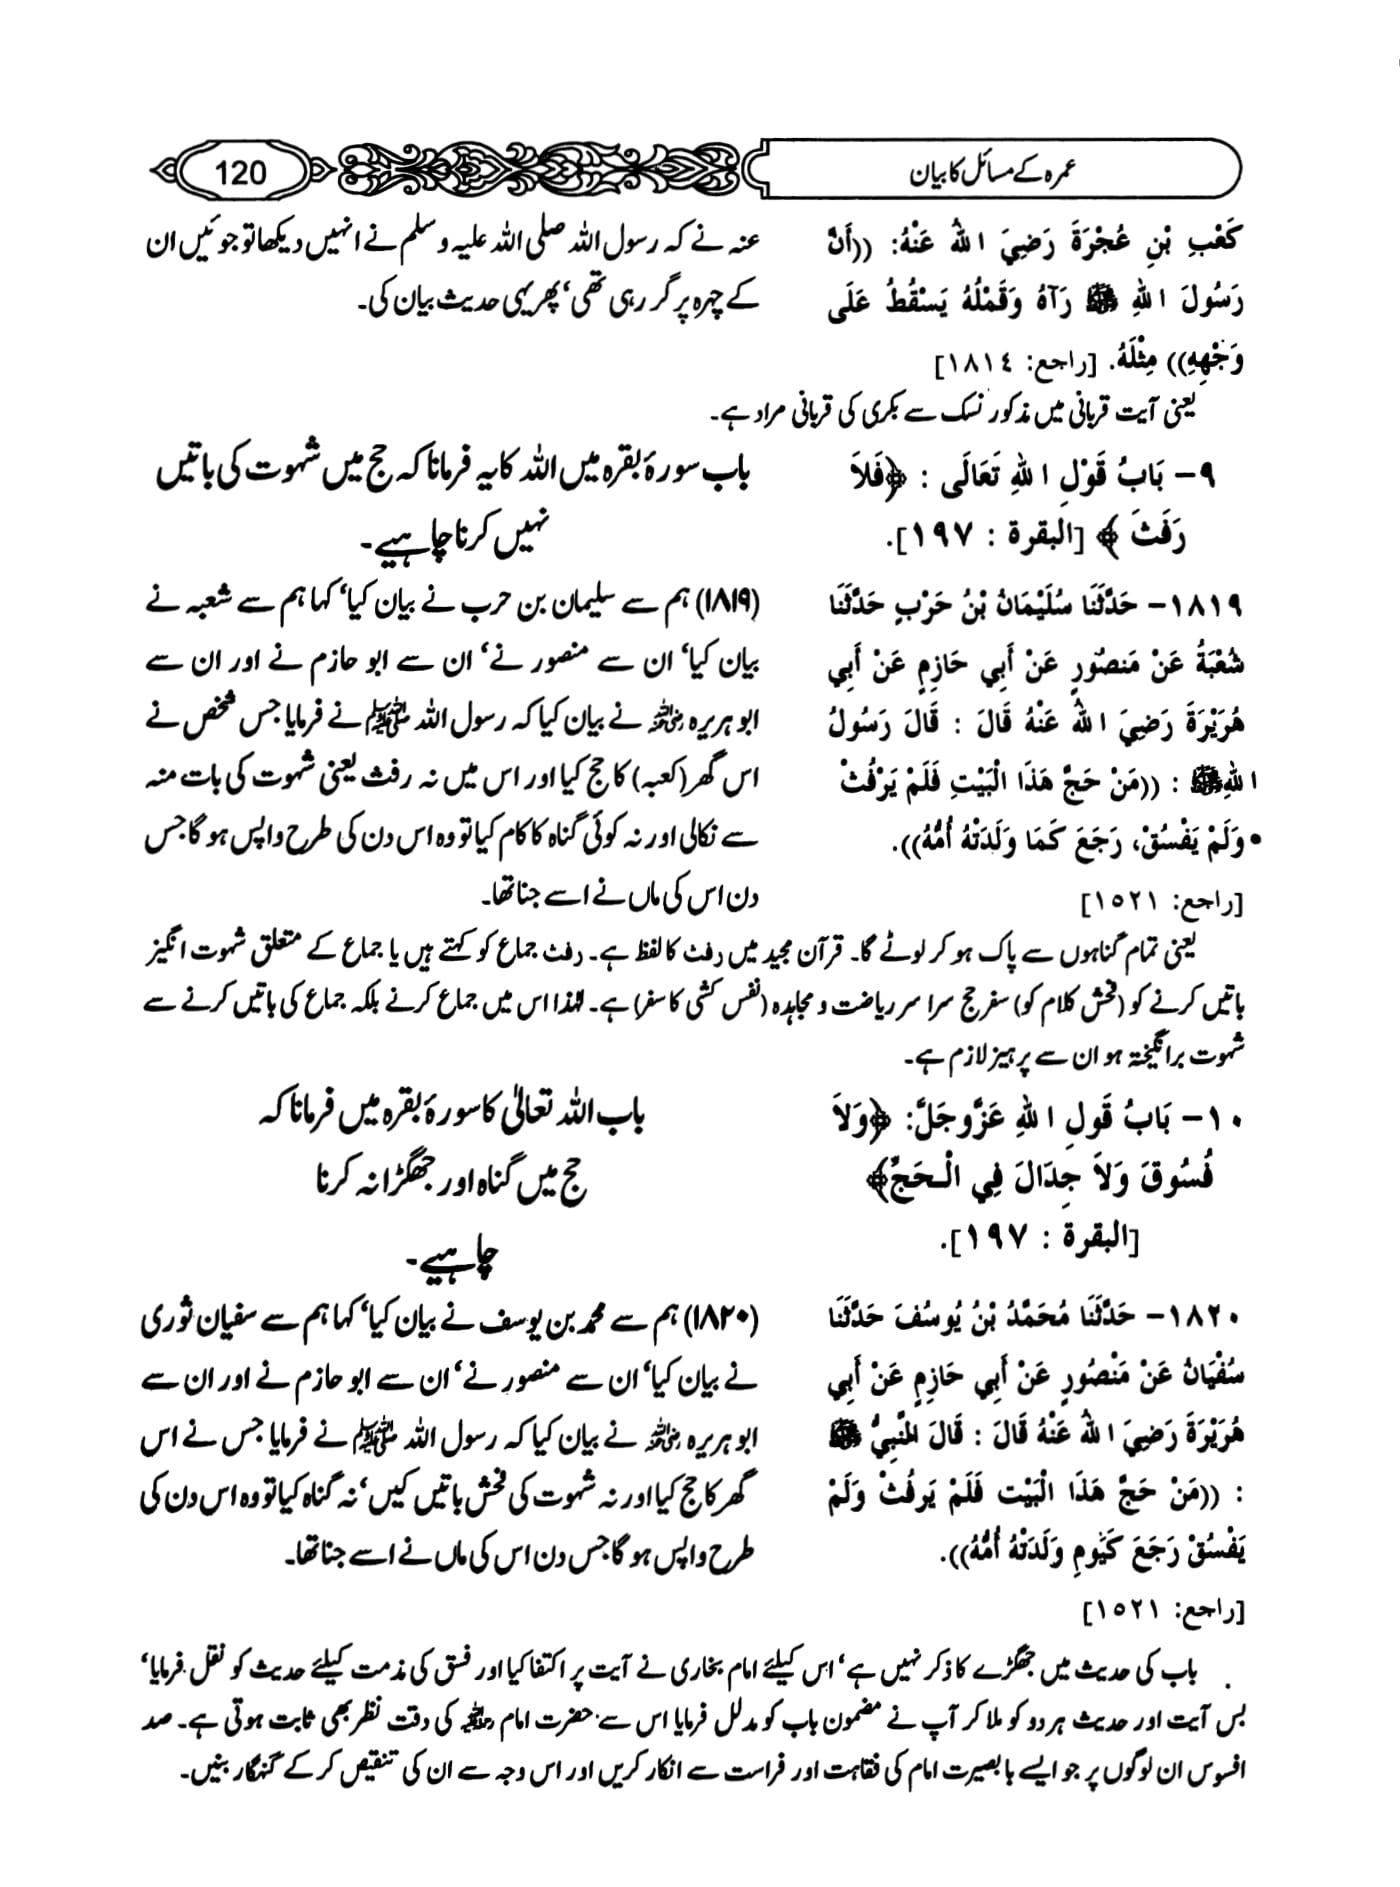 عمرہ کے مسائل کا بیان
120
كَعْبِ بْنِ عُجْرَةَ رَضِيَ اللهُ عَنْهُ: ((أَنَّ
رَسُولَ اللهِ ﷺ رَآهُ وَقَمْلُهُ يَسْقُطُ عَلَى
وَجْهِهِ)) مِثْلَهُ. [راجع: ١٨١٤]
عنہ نے کہ رسول اللہ صلی اللہ علیہ و سلم نے انہیں دیکھا تو جوئیں ان
کے چہرہ پر گر رہی تھی‘ پھر یہی حدیث بیان کی۔
یعنی آیت قربانی میں مذکور نسک سے بکری کی قربانی مراد ہے۔
٩- بَابُ قَوْلِ اللهِ تَعَالَى : ﴿فَلاَ
رَفَثَ﴾ [البقرة : ١٩٧].
باب سورۂ بقرہ میں اللہ کا یہ فرمانا کہ حج میں شہوت کی باتیں
نہیں کرنا چاہیے۔
١٨١٩- حَدَّثَنَا سُلَيْمَانُ بْنُ حَرْبٍ حَدَّثَنَا
شُعْبَةُ عَنْ مَنصُورٍ عَنْ أَبِي حَازِمٍ عَنْ أَبِي
هُرَيْرَةَ رَضِيَ اللهُ عَنْهُ قَالَ : قَالَ رَسُولُ
اللهِ ﷺ : ((مَنْ حَجَّ هَذَا الْبَيْتِ فَلَمْ يَرْفُثْ
وَلَمْ يَفْسُقْ، رَجَعَ كَمَا وَلَدَتْهُ أُمُّهُ)).
[راجع: ١٥٢١]
(۱۸۱۹) ہم سے سلیمان بن حرب نے بیان کیا‘ کہا ہم سے شعبہ نے
بیان کیا‘ ان سے منصور نے‘ ان سے ابو حازم نے اور ان سے
ابو ہریرہ رضی اللہ عنہ نے بیان کیا کہ رسول اللہ ﷺ نے فرمایا جس شخص نے
اس گھر (کعبہ) کا حج کیا اور اس میں نہ رفث یعنی شہوت کی بات منہ
سے نکالی اور نہ کوئی گناہ کا کام کیا تو وہ اس دن کی طرح واپس ہو گا جس
دن اس کی ماں نے اسے جنا تھا۔
یعنی تمام گناہوں سے پاک ہو کر لوٹے گا۔ قرآن مجید میں رفث کا لفظ ہے۔ رفث جماع کو کہتے ہیں یا جماع کے متعلق شہوت انگیز
باتیں کرنے کو (فحش کلام کو) سفر حج سرا سر ریاضت و مجاہدہ (نفس کشی کا سفر) ہے۔ لہٰذا اس میں جماع کرنے بلکہ جماع کی باتیں کرنے سے
شہوت برانگیختہ ہو ان سے پرہیز لازم ہے۔
١٠- بَابُ قَولِ اللهِ عَزَّوَجَلَّ: ﴿وَلاَ
فُسُوقَ وَلاَ جِدَالَ فِي الْحَجِّ﴾
[البقرة : ١٩٧].
باب اللہ تعالیٰ کا سورۂ بقرہ میں فرمانا کہ
حج میں گناہ اور جھگڑا نہ کرنا
چاہیے۔
١٨٢٠- حَدَّثَنَا مُحَمَّدُ بْنُ يُوسُفَ حَدَّثَنَا
سُفْيَانُ عَنْ مَنْصُورٍ عَنْ أَبِي حَازِمٍ عَنْ أَبِي
هُرَيْرَةَ رَضِيَ اللهُ عَنْهُ قَالَ : قَالَ النَّبِيُّ ﷺ
: ((مَنْ حَجَّ هَذَا الْبَيْت فَلَمْ يَرفُثْ وَلَمْ
يَفْسُقْ رَجَعَ كَيَومِ وَلَدَتْهُ أُمُّهُ)).
[راجع: ١٥٢١]
(۱۸۲۰) ہم سے محمد بن یوسف نے بیان کیا‘ کہا ہم سے سفیان ثوری
نے بیان کیا‘ ان سے منصور نے‘ ان سے ابو حازم نے اور ان سے
ابو ہریرہ رضی اللہ عنہ نے بیان کیا کہ رسول اللہ ﷺ نے فرمایا جس نے اس
گھر کا حج کیا اور نہ شہوت کی فحش باتیں کیں‘ نہ گناہ کیا تو وہ اس دن کی
طرح واپس ہو گا جس دن اس کی ماں نے اسے جنا تھا۔
باب کی حدیث میں جھگڑے کا ذکر نہیں ہے‘ اس کیلئے امام بخاری نے آیت پر اکتفا کیا اور فسق کی مذمت کیلئے حدیث کو نقل فرمایا‘
بس آیت اور حدیث ہر دو کو ملا کر آپ نے مضمون باب کو مدلل فرمایا اس سے حضرت امام رحمہ اللہ کی دقت نظر بھی ثابت ہوتی ہے۔ صد
افسوس ان لوگوں پر جو ایسے با بصیرت امام کی فقاہت اور فراست سے انکار کریں اور اس وجہ سے ان کی تنقیص کر کے گنہگار بنیں۔